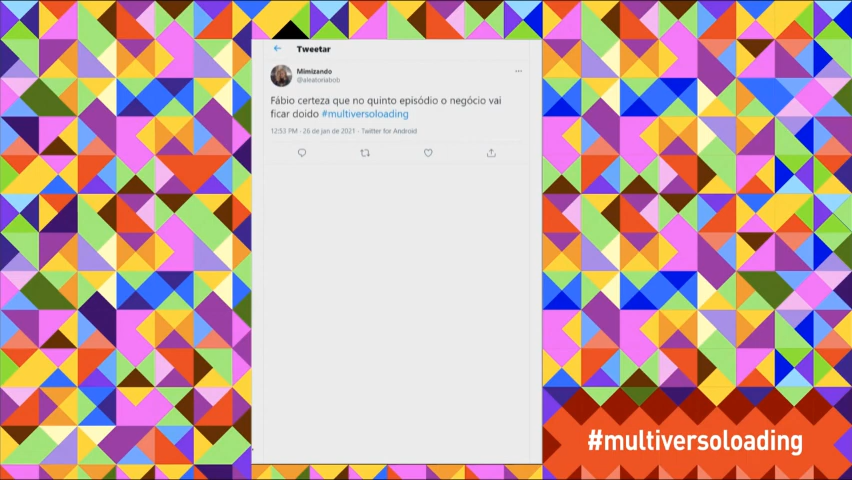 Tweetar
Mimizando
@aleatoriabob
Fábio certeza que no quinto episódio o negócio vai
ficar doido #multiversoloading
12:53 PM · 26 de jan de 2021 · Twitter for Android
#multiversoloading